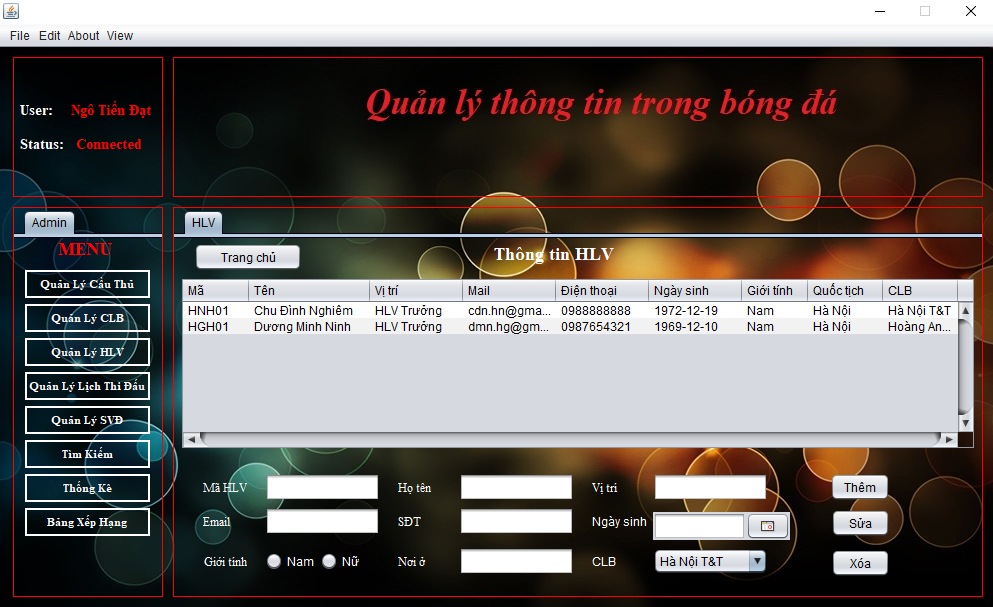 File Edit About View
User: Ngô Tiến Đạt
Status: Connected
Quản lý thông tin trong bóng đá
Admin
MENU
Quản Lý Cầu Thủ
Quản Lý CLB
Quản Lý HLV
Quản Lý Lịch Thi Đấu
Quản Lý SVĐ
Tìm Kiếm
Thống Kê
Bảng Xếp Hạng
HLV
Trang chủ
Thông tin HLV
Mã Tên Vị trí Mail Điện thoại Ngày sinh Giới tính Quốc tịch CLB
HNH01 Chu Đình Nghiêm HLV Trưởng cdn.hn@gma... 0988888888 1972-12-19 Nam Hà Nội Hà Nội T&T
HGH01 Dương Minh Ninh HLV Trưởng dmn.hg@gm... 0987654321 1969-12-10 Nam Hà Nội Hoàng An...
Mã HLV Họ tên Vị trí Thêm
Email SĐT Ngày sinh Sửa
Giới tính Nam Nữ Nơi ở CLB Hà Nội T&T Xóa